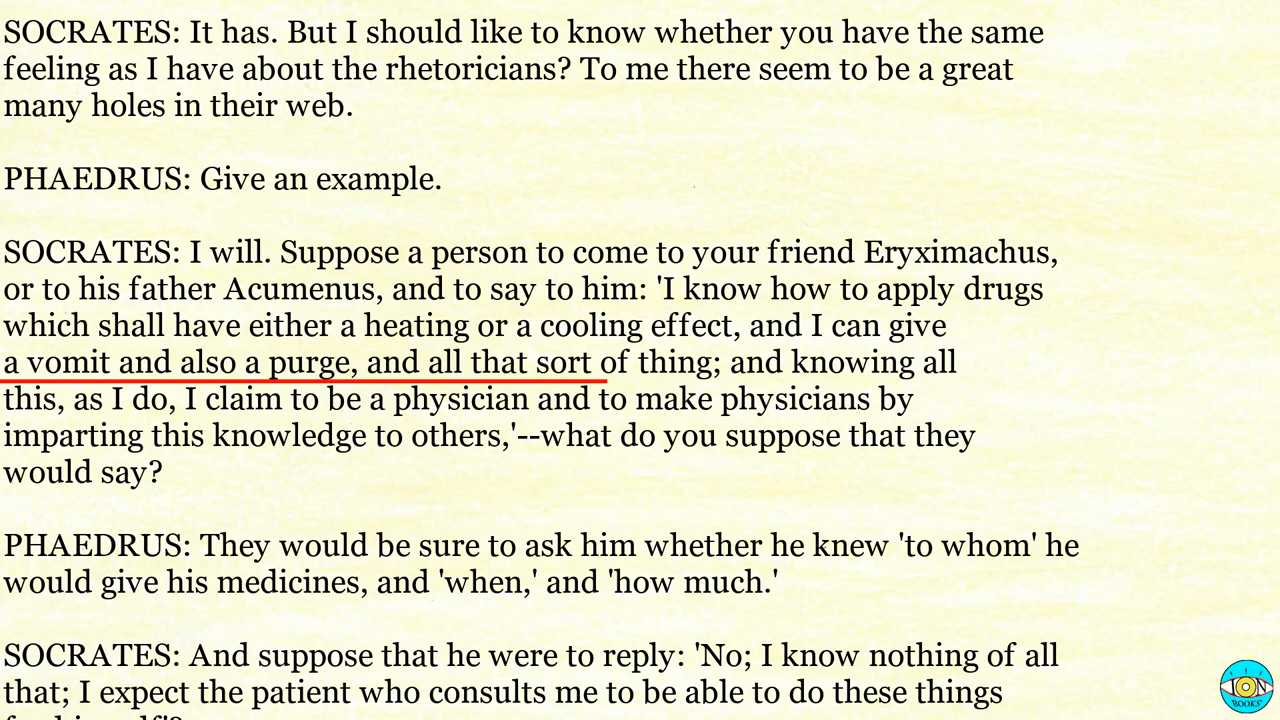 SOCRATES: It has. But I should like to know whether you have the same
feeling as I have about the rhetoricians? To me there seem to be a great
many holes in their web.
PHAEDRUS: Give an example.
SOCRATES: I will. Suppose a person to come to your friend Eryximachus,
or to his father Acumenus, and to say to him: 'I know how to apply drugs
which shall have either a heating or a cooling effect, and I can give
a vomit and also a purge, and all that sort of thing; and knowing all
this, as I do, I claim to be a physician and to make physicians by
imparting this knowledge to others,'--what do you suppose that they
would say?
PHAEDRUS: They would be sure to ask him whether he knew 'to whom' he
would give his medicines, and 'when,' and 'how much.'
SOCRATES: And suppose that he were to reply: 'No; I know nothing of all
that; I expect the patient who consults me to be able to do these things
ION
BOOKS